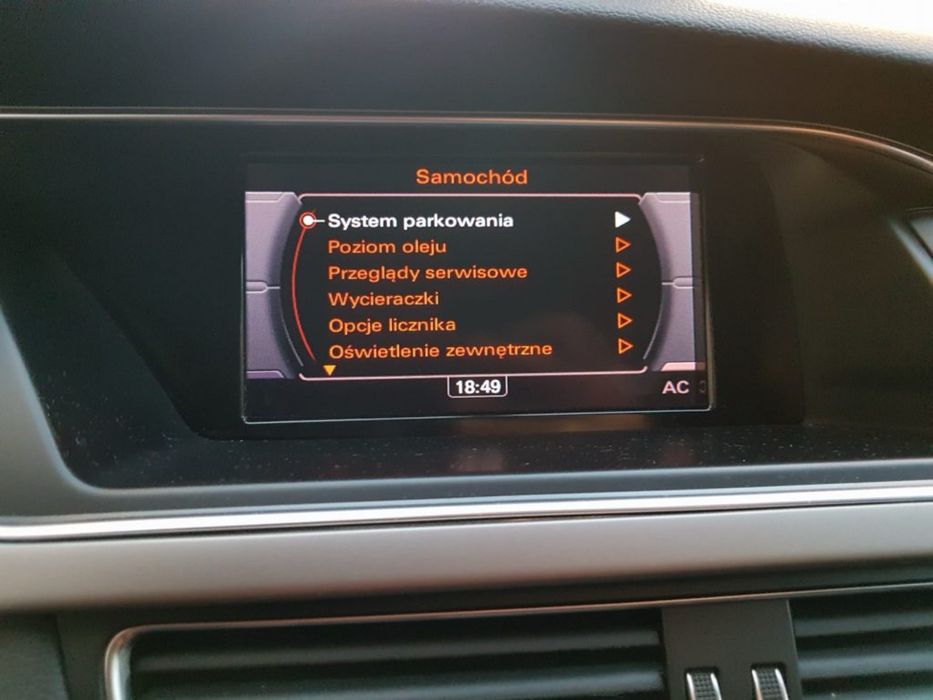 Samochód
System parkowania
Poziom oleju
Przeglądy serwisowe
Wycieraczki
Opcje licznika
Oświetlenie zewnętrzne
18:49
AC